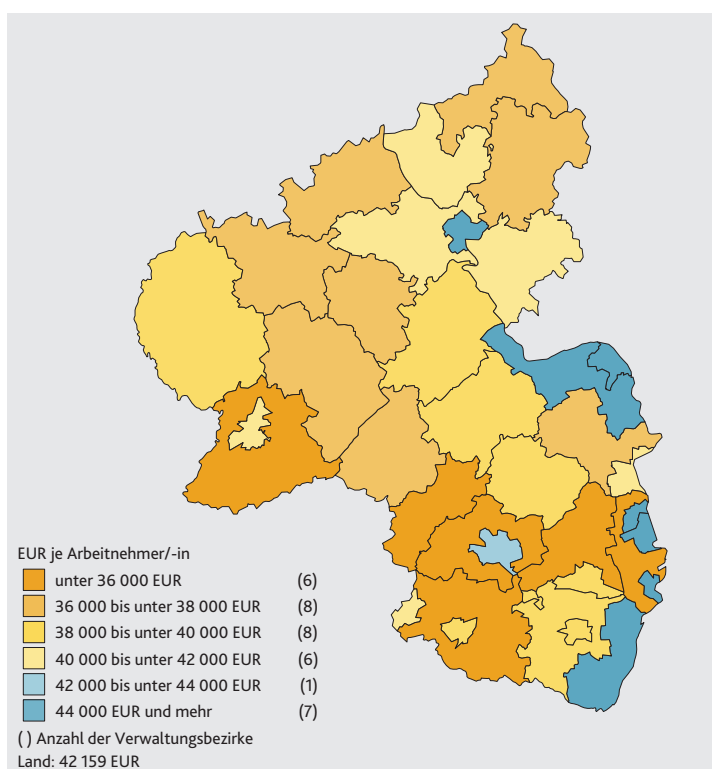 EUR je Arbeitnehmer/-in
unter 36 000 EUR (6)
36 000 bis unter 38 000 EUR (8)
38 000 bis unter 40 000 EUR (8)
40 000 bis unter 42 000 EUR (6)
42 000 bis unter 44 000 EUR (1)
44 000 EUR und mehr (7)
( ) Anzahl der Verwaltungsbezirke
Land: 42 159 EUR